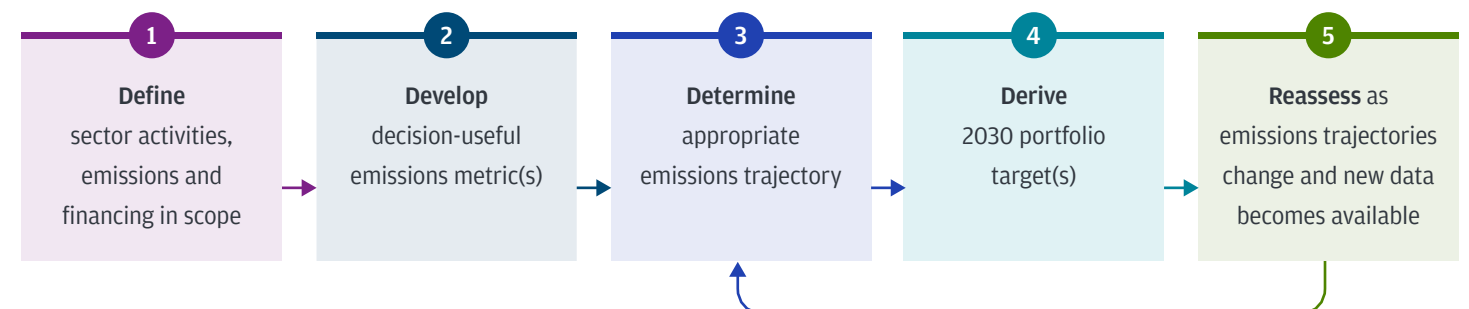 1
Define
sector activities,
emissions and
financing in scope
2
Develop
decision-useful
emissions metric(s)
3
Determine
appropriate
emissions trajectory
4
Derive
2030 portfolio
target(s)
5
Reassess as
emissions trajectories
change and new data
becomes available